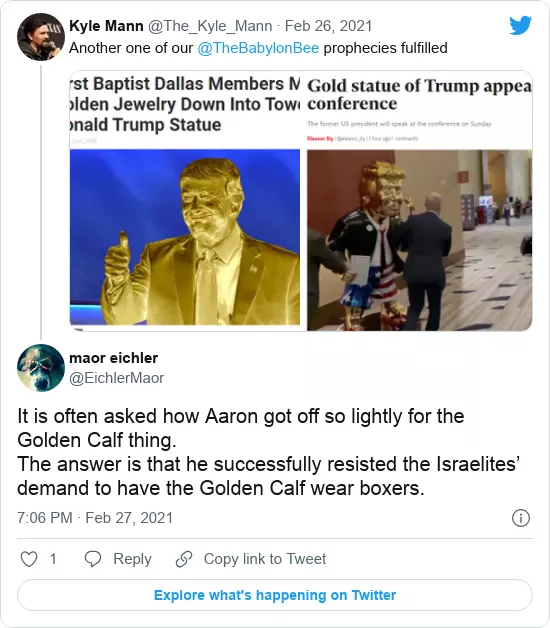 Kyle Mann @The_Kyle_Mann · Feb 26, 2021
Another one of our @TheBabylonBee prophecies fulfilled
rst Baptist Dallas Members M
olden Jewelry Down Into Tow
onald Trump Statue
Gold statue of Trump appea
conference
The former US president will speak at the conference on Sunday
maor eichler
@EichlerMaor
It is often asked how Aaron got off so lightly for the
Golden Calf thing.
The answer is that he successfully resisted the Israelites’
demand to have the Golden Calf wear boxers.
7:06 PM · Feb 27, 2021
1 Reply Copy link to Tweet
Explore what's happening on Twitter